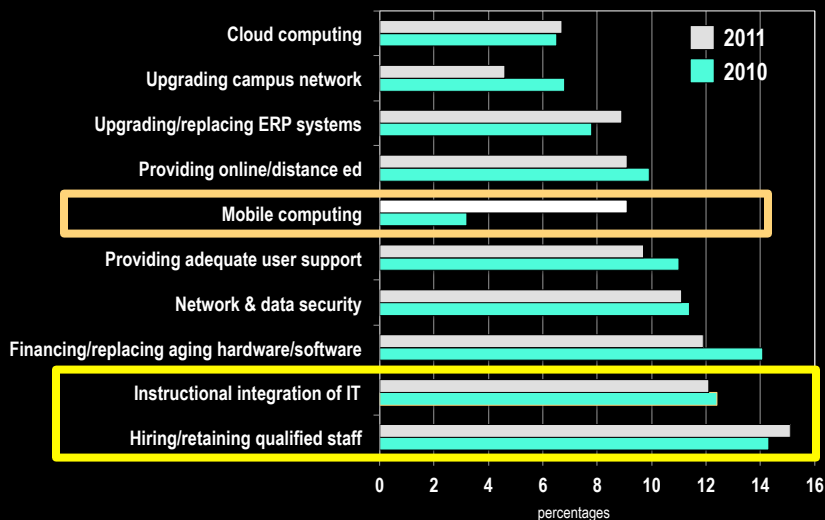 Cloud computing
2011
Upgrading campus network
2010
Upgrading/replacing ERP systems
Providing online/distance ed
Mobile computing
Providing adequate user support
Network & data security
Financing/replacing aging hardware/software
Instructional integration of IT
Hiring/retaining qualified staff
0 2 4 6 8 10 12 14 16
percentages